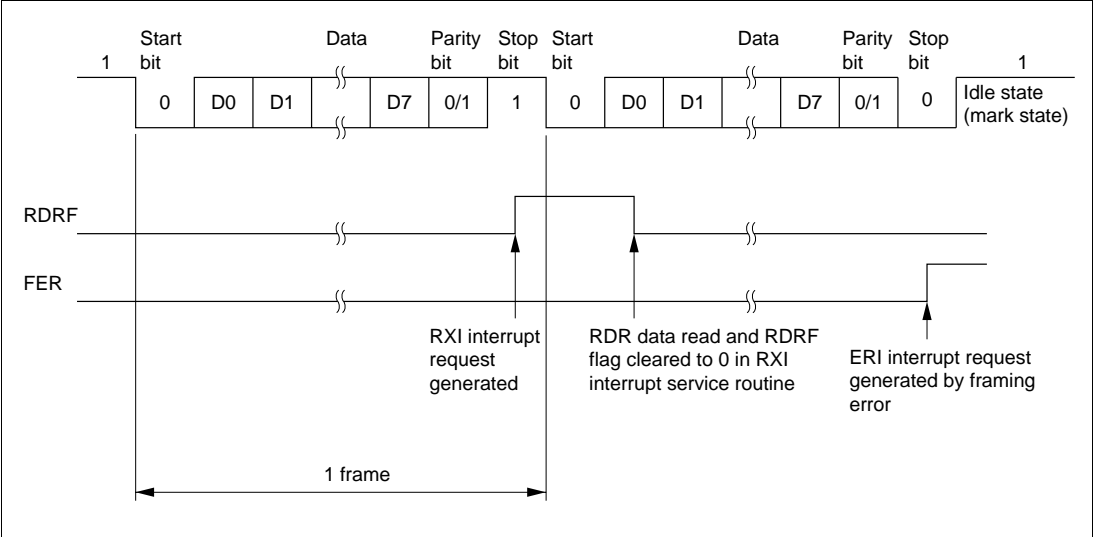 Start Data Parity Stop Start Data Parity Stop
1 bit bit bit bit bit bit 1
0 D0 D1 D7 0/1 1 0 D0 D1 D7 0/1 0 Idle state
(mark state)
RDRF
FER
RXI interrupt
request
generated
RDR data read and RDRF
flag cleared to 0 in RXI
interrupt service routine
ERI interrupt request
generated by framing
error
1 frame